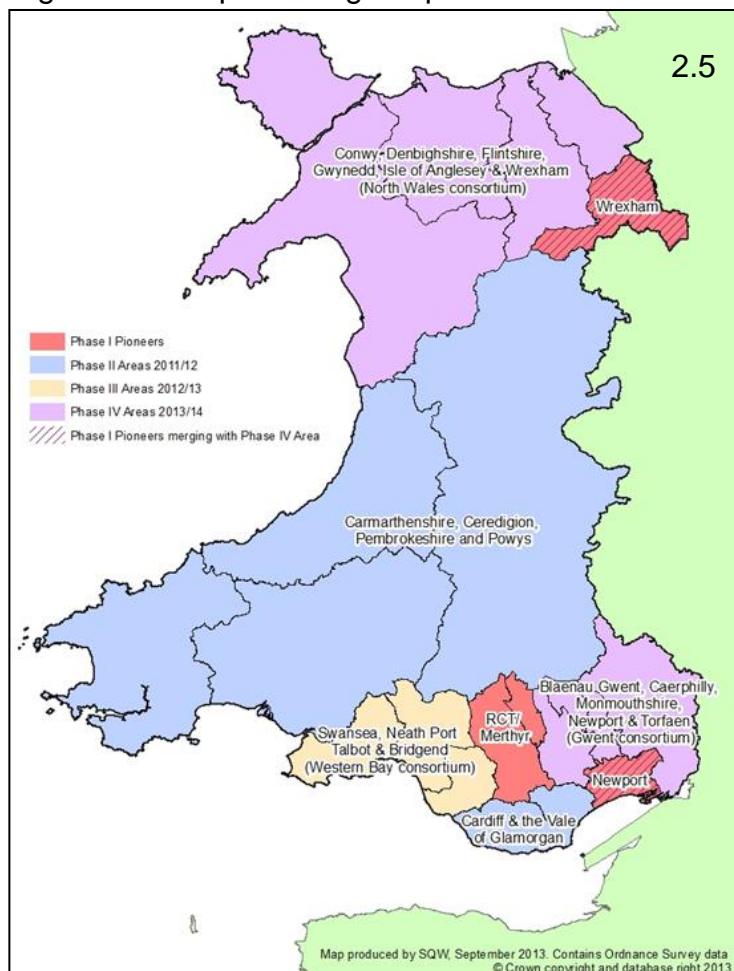 2.5
Conwy, Denbighshire, Flintshire,
Gwynedd, Isle of Anglesey & Wrexham
(North Wales consortium)
Wrexham
Phase I Pioneers
Phase II Areas 2011/12
Phase III Areas 2012/13
Phase IV Areas 2013/14
Phase I Pioneers merging with Phase IV Area
Carmarthenshire, Ceredigion,
Pembrokeshire and Powys
Blaenau Gwent, Caerphilly,
Monmouthshire,
Newport & Torfaen
(Gwent consortium)
RCT/
Merthyr
Swansea, Neath Port
Talbot & Bridgend
(Western Bay consortium)
Newport
Cardiff & the Vale
of Glamorgan
Map produced by SQW, September 2013. Contains Ordnance Survey data
© Crown copyright and database right 2013